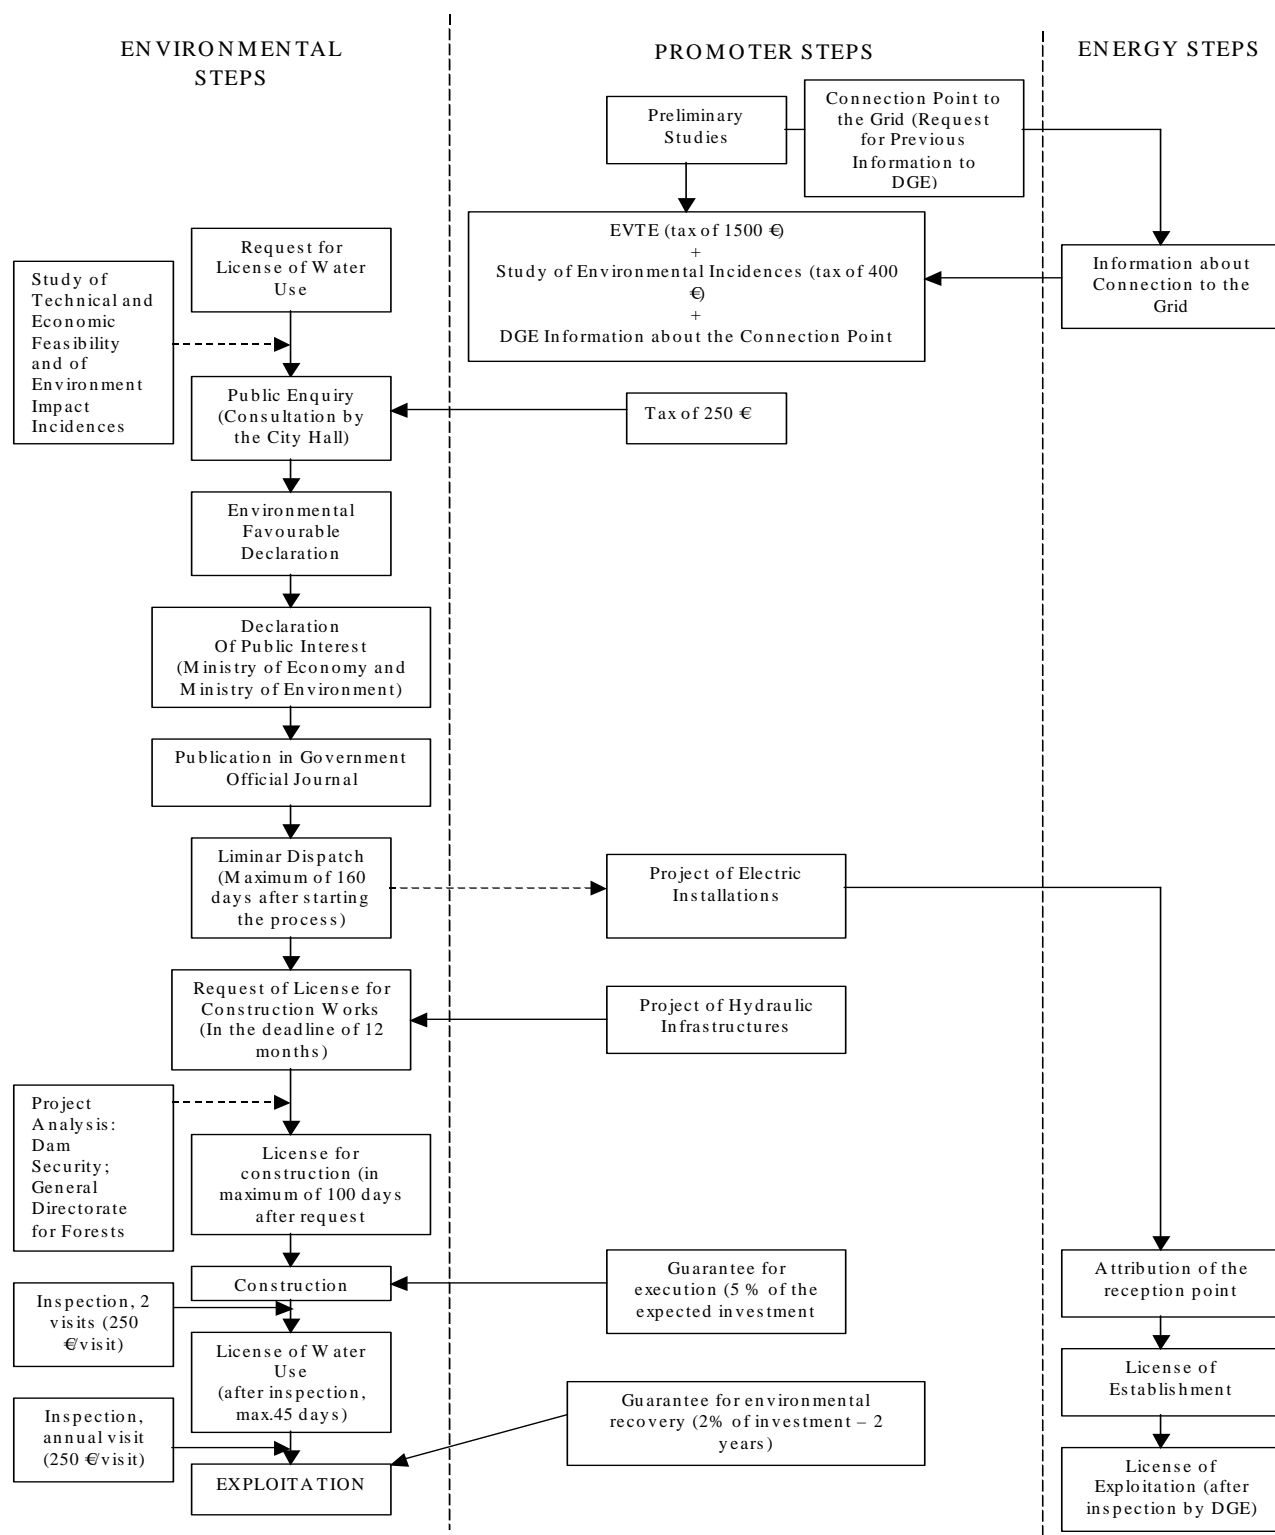 ENVIRONMENTAL
STEPS
PROMOTER STEPS
ENERGY STEPS
Preliminary
Studies
Connection Point to
the Grid (Request
for Previous
Information to
DGE)
EVTE (tax of 1500 €)
+
Study of Environmental Incidences (tax of 400
€)
+
DGE Information about the Connection Point
Information about
Connection to the
Grid
Request for
License of Water
Use
Study of
Technical and
Economic
Feasibility
and of
Environment
Impact
Incidences
Public Enquiry
(Consultation by
the City Hall)
Tax of 250 €
Environmental
Favourable
Declaration
Declaration
Of Public Interest
(Ministry of Economy and
Ministry of Environment)
Publication in Government
Official Journal
Liminar Dispatch
(Maximum of 160
days after starting
the process)
Project of Electric
Installations
Request of License for
Construction Works
(In the deadline of 12
months)
Project of Hydraulic
Infrastructures
Project
Analysis:
Dam
Security;
General
Directorate
for Forests
License for
construction (in
maximum of 100 days
after request
Construction
Guarantee for
execution (5 % of the
expected investment
Attribution of the
reception point
Inspection, 2
visits (250
€/visit)
License of Water
Use
(after inspection,
max.45 days)
License of
Establishment
Inspection,
annual visit
(250 €/visit)
Guarantee for environmental
recovery (2% of investment – 2
years)
EXPLOITATION
License of
Exploitation (after
inspection by DGE)